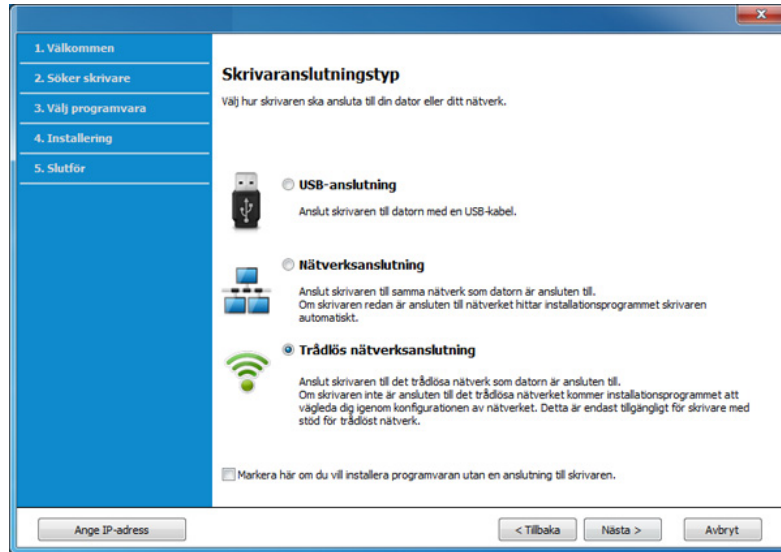 1. Välkommen
2. Söker skrivare
3. Välj programvara
4. Installering
5. Slutför
Skrivaranslutningstyp
Välj hur skrivaren ska ansluta till din dator eller ditt nätverk.
USB-anslutning
Anslut skrivaren till datorn med en USB-kabel.
Nätverksanslutning
Anslut skrivaren till samma nätverk som datorn är ansluten till.
Om skrivaren redan är ansluten till nätverket hittar installationsprogrammet skrivaren
automatiskt.
Trådlös nätverksanslutning
Anslut skrivaren till det trådlösa nätverk som datorn är ansluten till.
Om skrivaren inte är ansluten till det trådlösa nätverket kommer installationsprogrammet att
vägleda dig igenom konfigurationen av nätverket. Detta är endast tillgängligt för skrivare med
stöd för trådlöst nätverk.
Markera här om du vill installera programvaran utan en anslutning till skrivaren.
Ange IP-adress
< Tillbaka
Nästa >
Avbryt